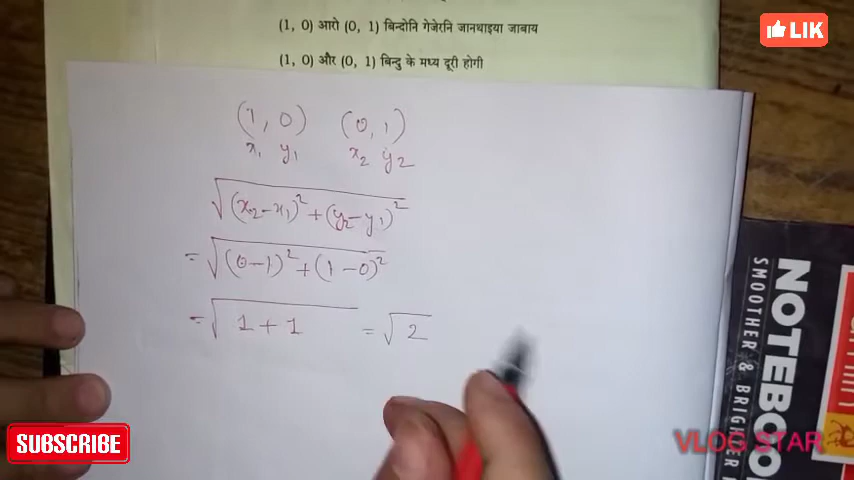 (1, 0) आरो (0, 1) बिन्दोनि गेजेरनि जानथाइया जाबाय
(1, 0) और (0, 1) बिन्दु के मध्य दूरी होगी
(1, 0) (0, 1)
x₁ y₁ x₂ y₂
√(x₂-x₁)² + (y₂-y₁)²
= √(0-1)² + (1-0)²
= √1 + 1 = √2
LIK
NOTEBOO
SMOOTHER & BRIGHTER
SUBSCRIBE
VLOG STAR